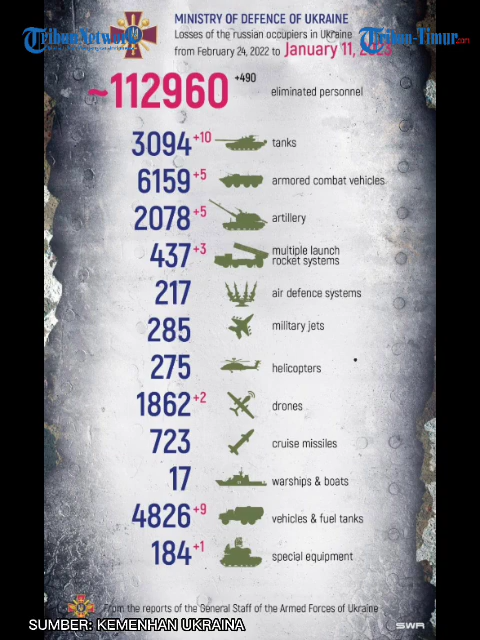 MINISTRY OF DEFENCE OF UKRAINE
Losses of the russian occupiers in Ukraine
from February 24, 2022 to January 11, 2023
TribunNetwork
Tribun-Timur.com
~112960 +490 eliminated personnel
3094 +10 tanks
6159 +5 armored combat vehicles
2078 +5 artillery
437 +3 multiple launch
rocket systems
217 air defence systems
285 military jets
275 helicopters
1862 +2 drones
723 cruise missiles
17 warships & boats
4826 +9 vehicles & fuel tanks
184 +1 special equipment
From the reports of the General Staff of the Armed Forces of Ukraine
SUMBER: KEMENHAN UKRAINA
SWA